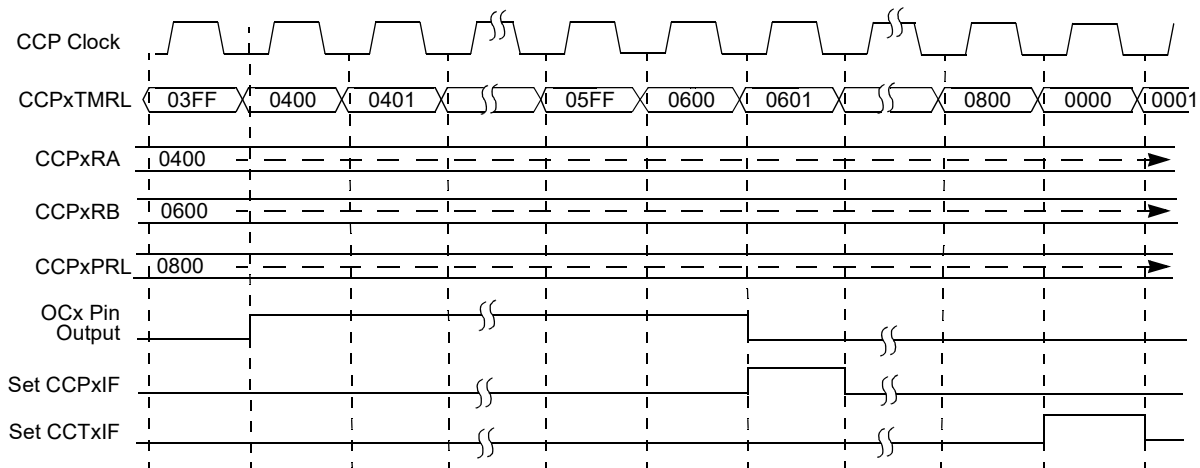 CCP Clock
CCPxTMRL 03FF 0400 0401 05FF 0600 0601 0800 0000 0001
CCPxRA 0400
CCPxRB 0600
CCPxPRL 0800
OCx Pin
Output
Set CCPxIF
Set CCTxIF